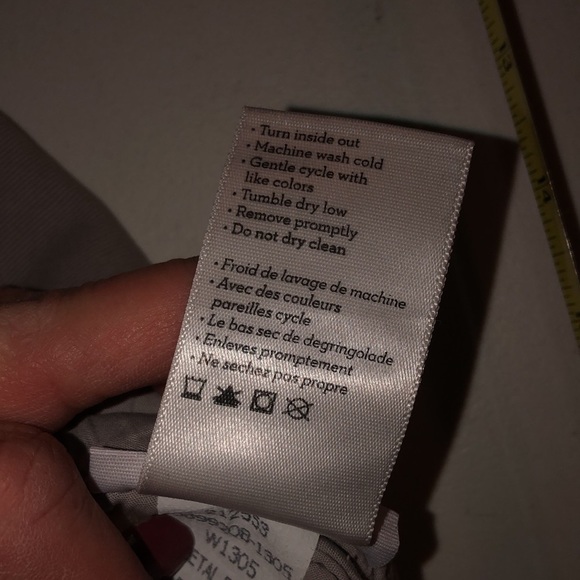 • Turn inside out
• Machine wash cold
• Gentle cycle with
like colors
• Tumble dry low
• Remove promptly
• Do not dry clean
• Froid de lavage de machine
• Avec des couleurs
pareilles cycle
• Le bas sec de degringolade
• Enleves promptement
• Ne sechez pas propre
W1305